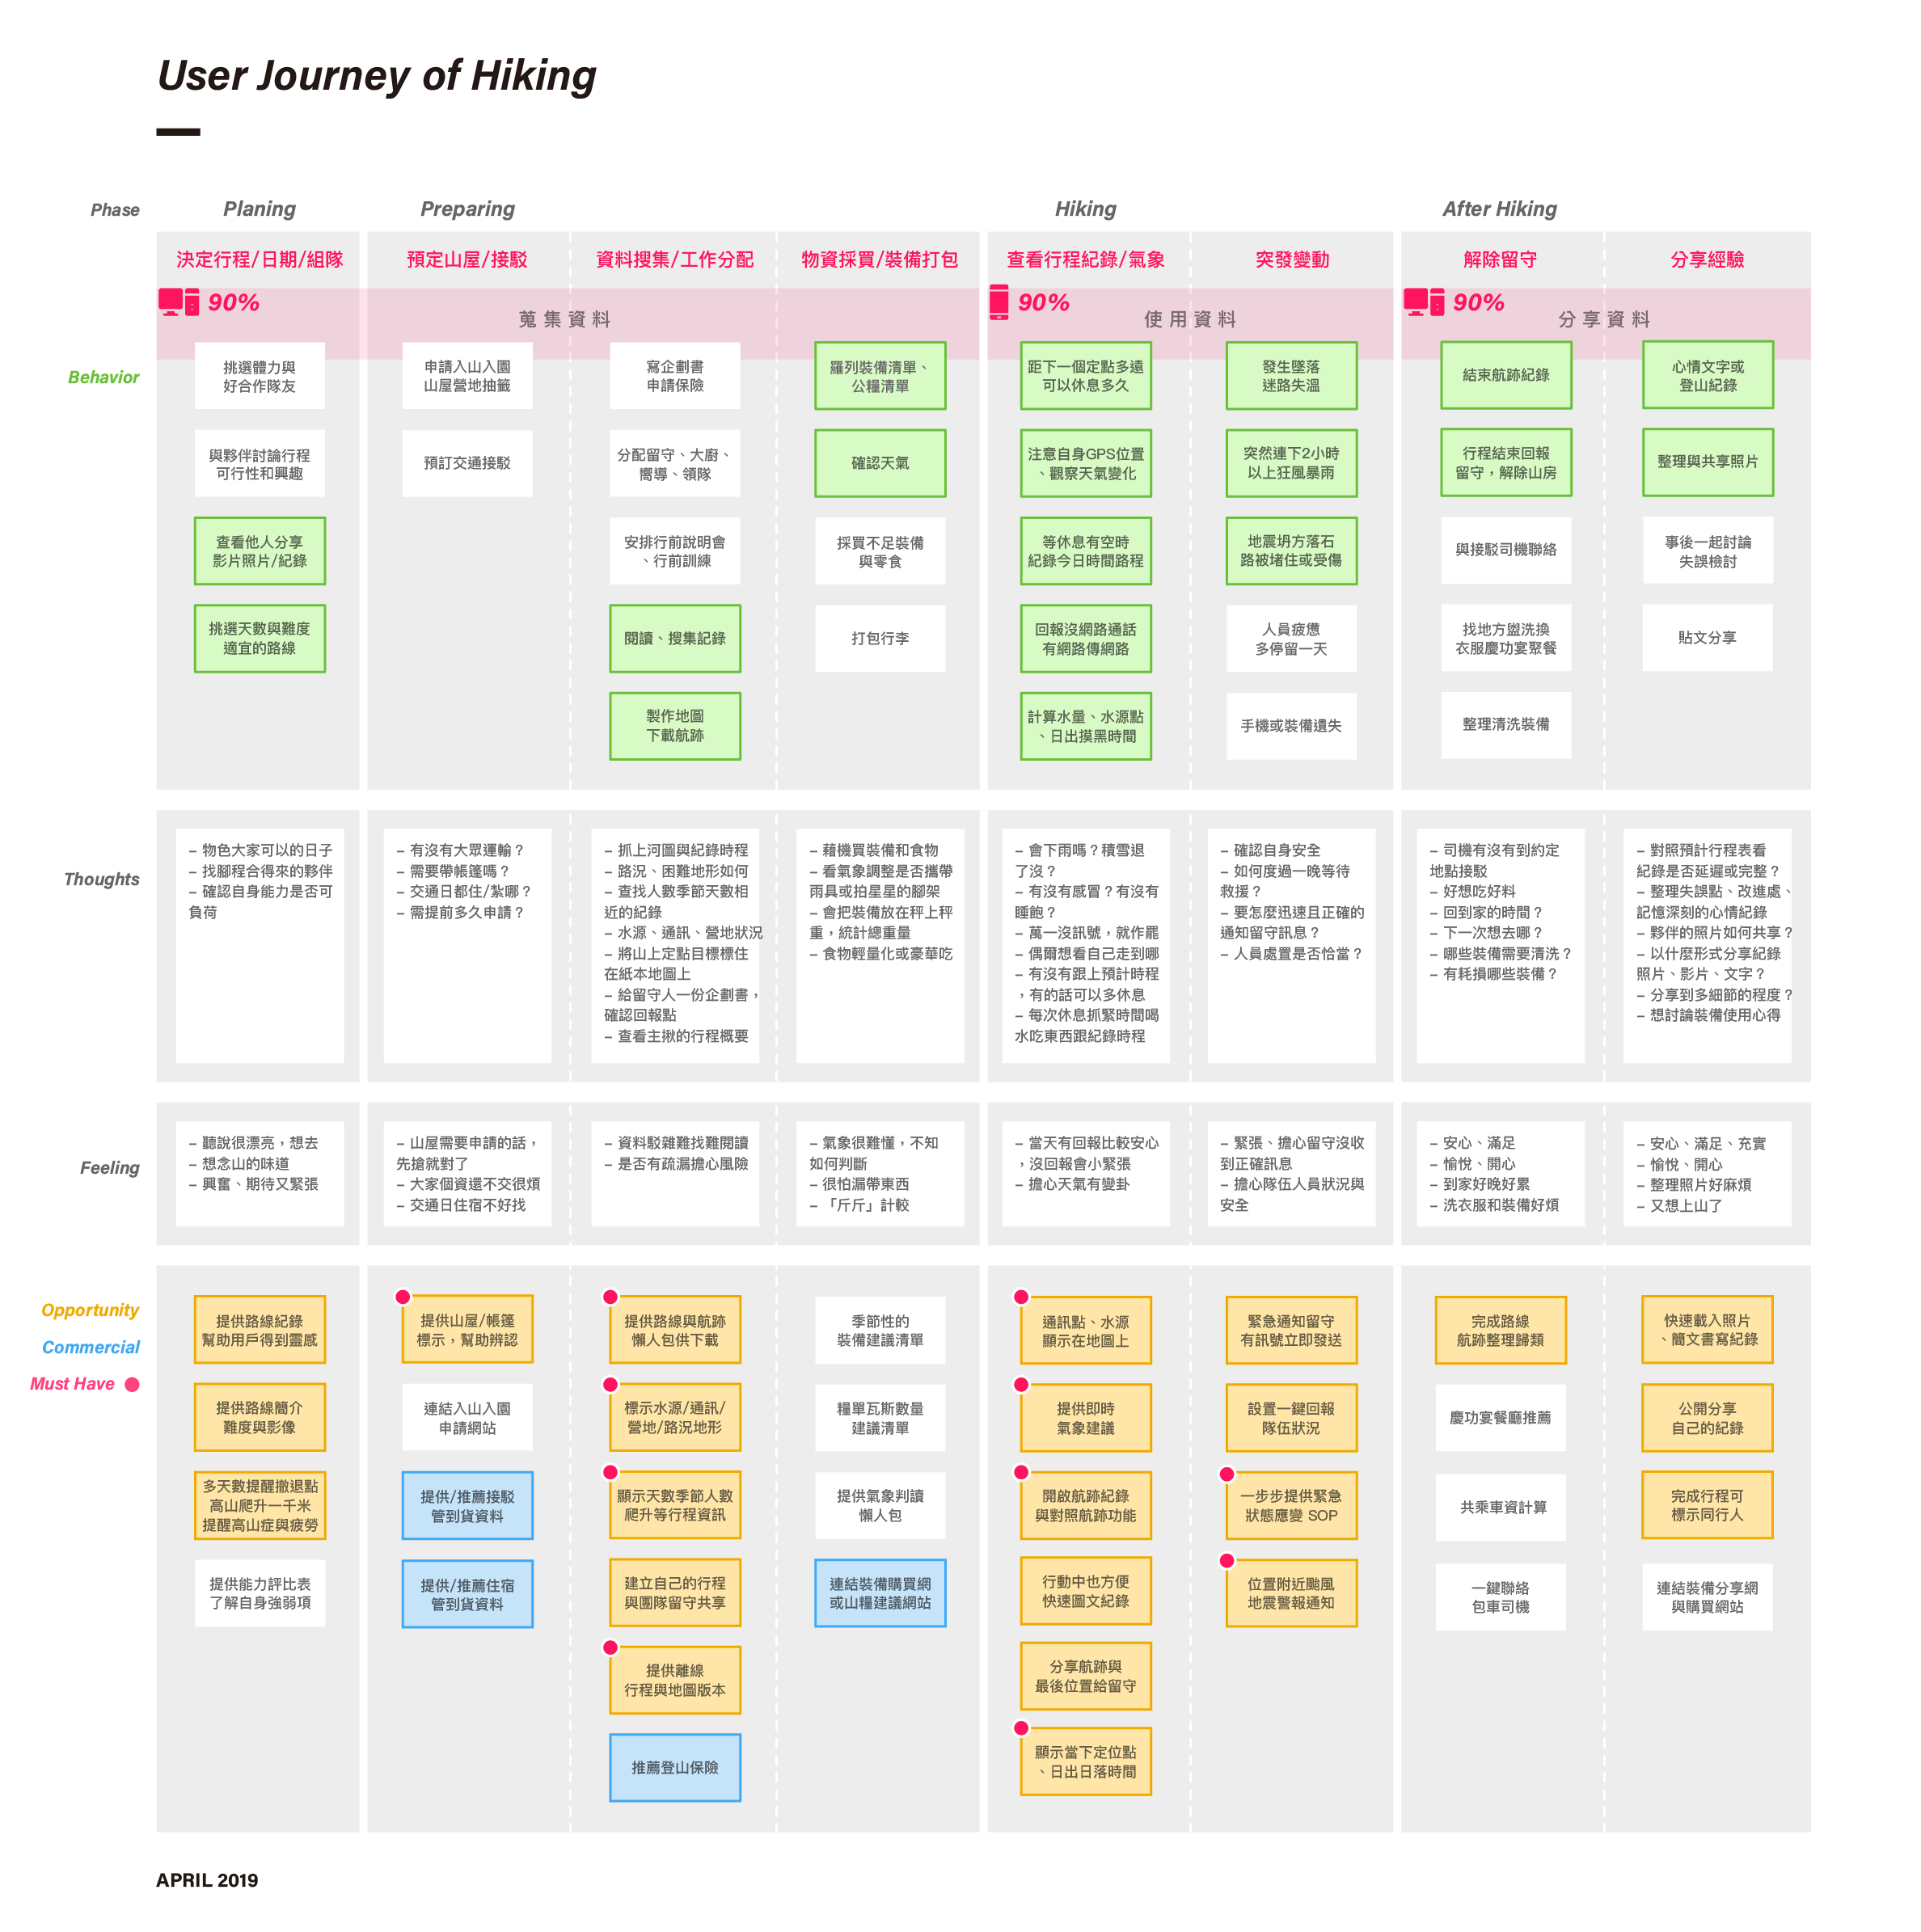 User Journey of Hiking
Phase
Planing
Preparing
Hiking
After Hiking
決定行程/日期/組隊
預定山屋/接駁
資料搜集/工作分配
物資採買/裝備打包
查看行程紀錄/氣象
突發變動
解除留守
分享經驗
90%
蒐集資料
90%
使用資料
90%
分享資料
Behavior
挑選體力與
好合作隊友
與夥伴討論行程
可行性和興趣
查看他人分享
影片照片/紀錄
挑選天數與難度
適宜的路線
申請入山入園
山屋營地抽籤
預訂交通接駁
寫企劃書
申請保險
分配留守、大廚、
嚮導、領隊
安排行前說明會
、行前訓練
閱讀、搜集記錄
製作地圖
下載航跡
羅列裝備清單、
公糧清單
確認天氣
採買不足裝備
與零食
打包行李
距下一個定點多遠
可以休息多久
注意自身GPS位置
、觀察天氣變化
等休息有空時
紀錄今日時間路程
回報沒網路通話
有網路傳網路
計算水量、水源點
、日出摸黑時間
發生墜落
迷路失溫
突然連下2小時
以上狂風暴雨
地震坍方落石
路被堵住或受傷
人員疲憊
多停留一天
手機或裝備遺失
結束航跡紀錄
行程結束回報
留守，解除山房
與接駁司機聯絡
找地方盥洗換
衣服慶功宴聚餐
整理清洗裝備
心情文字或
登山紀錄
整理與共享照片
事後一起討論
失誤檢討
貼文分享
Thoughts
– 物色大家可以的日子
– 找腳程合得來的夥伴
– 確認自身能力是否可
負荷
– 有沒有大眾運輸？
– 需要帶帳篷嗎？
– 交通日都住/紮哪？
– 需提前多久申請？
– 抓上河圖與紀錄時程
– 路況、困難地形如何
– 查找人數季節天數相
近的紀錄
– 水源、通訊、營地狀況
– 將山上定點目標標住
在紙本地圖上
– 給留守人一份企劃書，
確認回報點
– 查看主揪的行程概要
– 藉機買裝備和食物
– 看氣象調整是否攜帶
雨具或拍星星的腳架
– 會把裝備放在秤上秤
重，統計總重量
– 食物輕量化或豪華吃
– 會下雨嗎？積雪退
了沒？
– 有沒有感冒？有沒有
睡飽？
– 萬一沒訊號，就作罷
– 偶爾想看自己走到哪
– 有沒有跟上預計時程
，有的話可以多休息
– 每次休息抓緊時間喝
水吃東西跟紀錄時程
– 確認自身安全
– 如何度過一晚等待
救援？
– 要怎麼迅速且正確的
通知留守訊息？
– 人員處置是否恰當？
– 司機有沒有到約定
地點接駁
– 好想吃好料
– 回到家的時間？
– 下一次想去哪？
– 哪些裝備需要清洗？
– 有耗損哪些裝備？
– 對照預計行程表看
紀錄是否延遲或完整？
– 整理失誤點、改進處、
記憶深刻的心情紀錄
– 夥伴的照片如何共享？
– 以什麼形式分享紀錄
照片、影片、文字？
– 分享到多細節的程度？
– 想討論裝備使用心得
Feeling
– 聽說很漂亮，想去
– 想念山的味道
– 興奮、期待又緊張
– 山屋需要申請的話，
先搶就對了
– 大家個資還不交很煩
– 交通日住宿不好找
– 資料駁雜難找難閱讀
– 是否有疏漏擔心風險
– 氣象很難懂，不知
如何判斷
– 很怕漏帶東西
– 「斤斤」計較
– 當天有回報比較安心
，沒回報會小緊張
– 擔心天氣有變卦
– 緊張、擔心留守沒收
到正確訊息
– 擔心隊伍人員狀況與
安全
– 安心、滿足
– 愉悅、開心
– 到家好晚好累
– 洗衣服和裝備好煩
– 安心、滿足、充實
– 愉悅、開心
– 整理照片好麻煩
– 又想上山了
Opportunity
Commercial
Must Have
提供路線紀錄
幫助用戶得到靈感
提供路線簡介
難度與影像
多天數提醒撤退點
高山爬升一千米
提醒高山症與疲勞
提供能力評比表
了解自身強弱項
提供山屋/帳篷
標示，幫助辨認
連結入山入園
申請網站
提供/推薦接駁
管到貨資料
提供/推薦住宿
管到貨資料
提供路線與航跡
懶人包供下載
標示水源/通訊/
營地/路況地形
顯示天數季節人數
爬升等行程資訊
建立自己的行程
與團隊留守共享
提供離線
行程與地圖版本
推薦登山保險
季節性的
裝備建議清單
糧單瓦斯數量
建議清單
提供氣象判讀
懶人包
連結裝備購買網
或山糧建議網站
通訊點、水源
顯示在地圖上
提供即時
氣象建議
開啟航跡紀錄
與對照航跡功能
行動中也方便
快速圖文紀錄
分享航跡與
最後位置給留守
顯示當下定位點
、日出日落時間
緊急通知留守
有訊號立即發送
設置一鍵回報
隊伍狀況
一步步提供緊急
狀態應變 SOP
位置附近颱風
地震警報通知
完成路線
航跡整理歸類
慶功宴餐廳推薦
共乘車資計算
一鍵聯絡
包車司機
快速載入照片
、簡文書寫紀錄
公開分享
自己的紀錄
完成行程可
標示同行人
連結裝備分享網
與購買網站
APRIL 2019